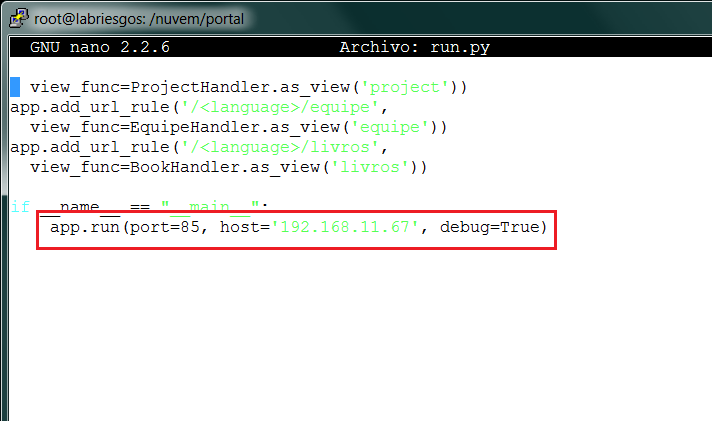 root@labriesgos:/nuvem/portal
GNU nano 2.2.6 Archivo: run.py
view_func=ProjectHandler.as_view('project'))
app.add_url_rule('/<language>/equipe',
view_func=EquipeHandler.as_view('equipe'))
app.add_url_rule('/<language>/livros',
view_func=BookHandler.as_view('livros'))
if __name__ == "__main__":
app.run(port=85, host='192.168.11.67', debug=True)